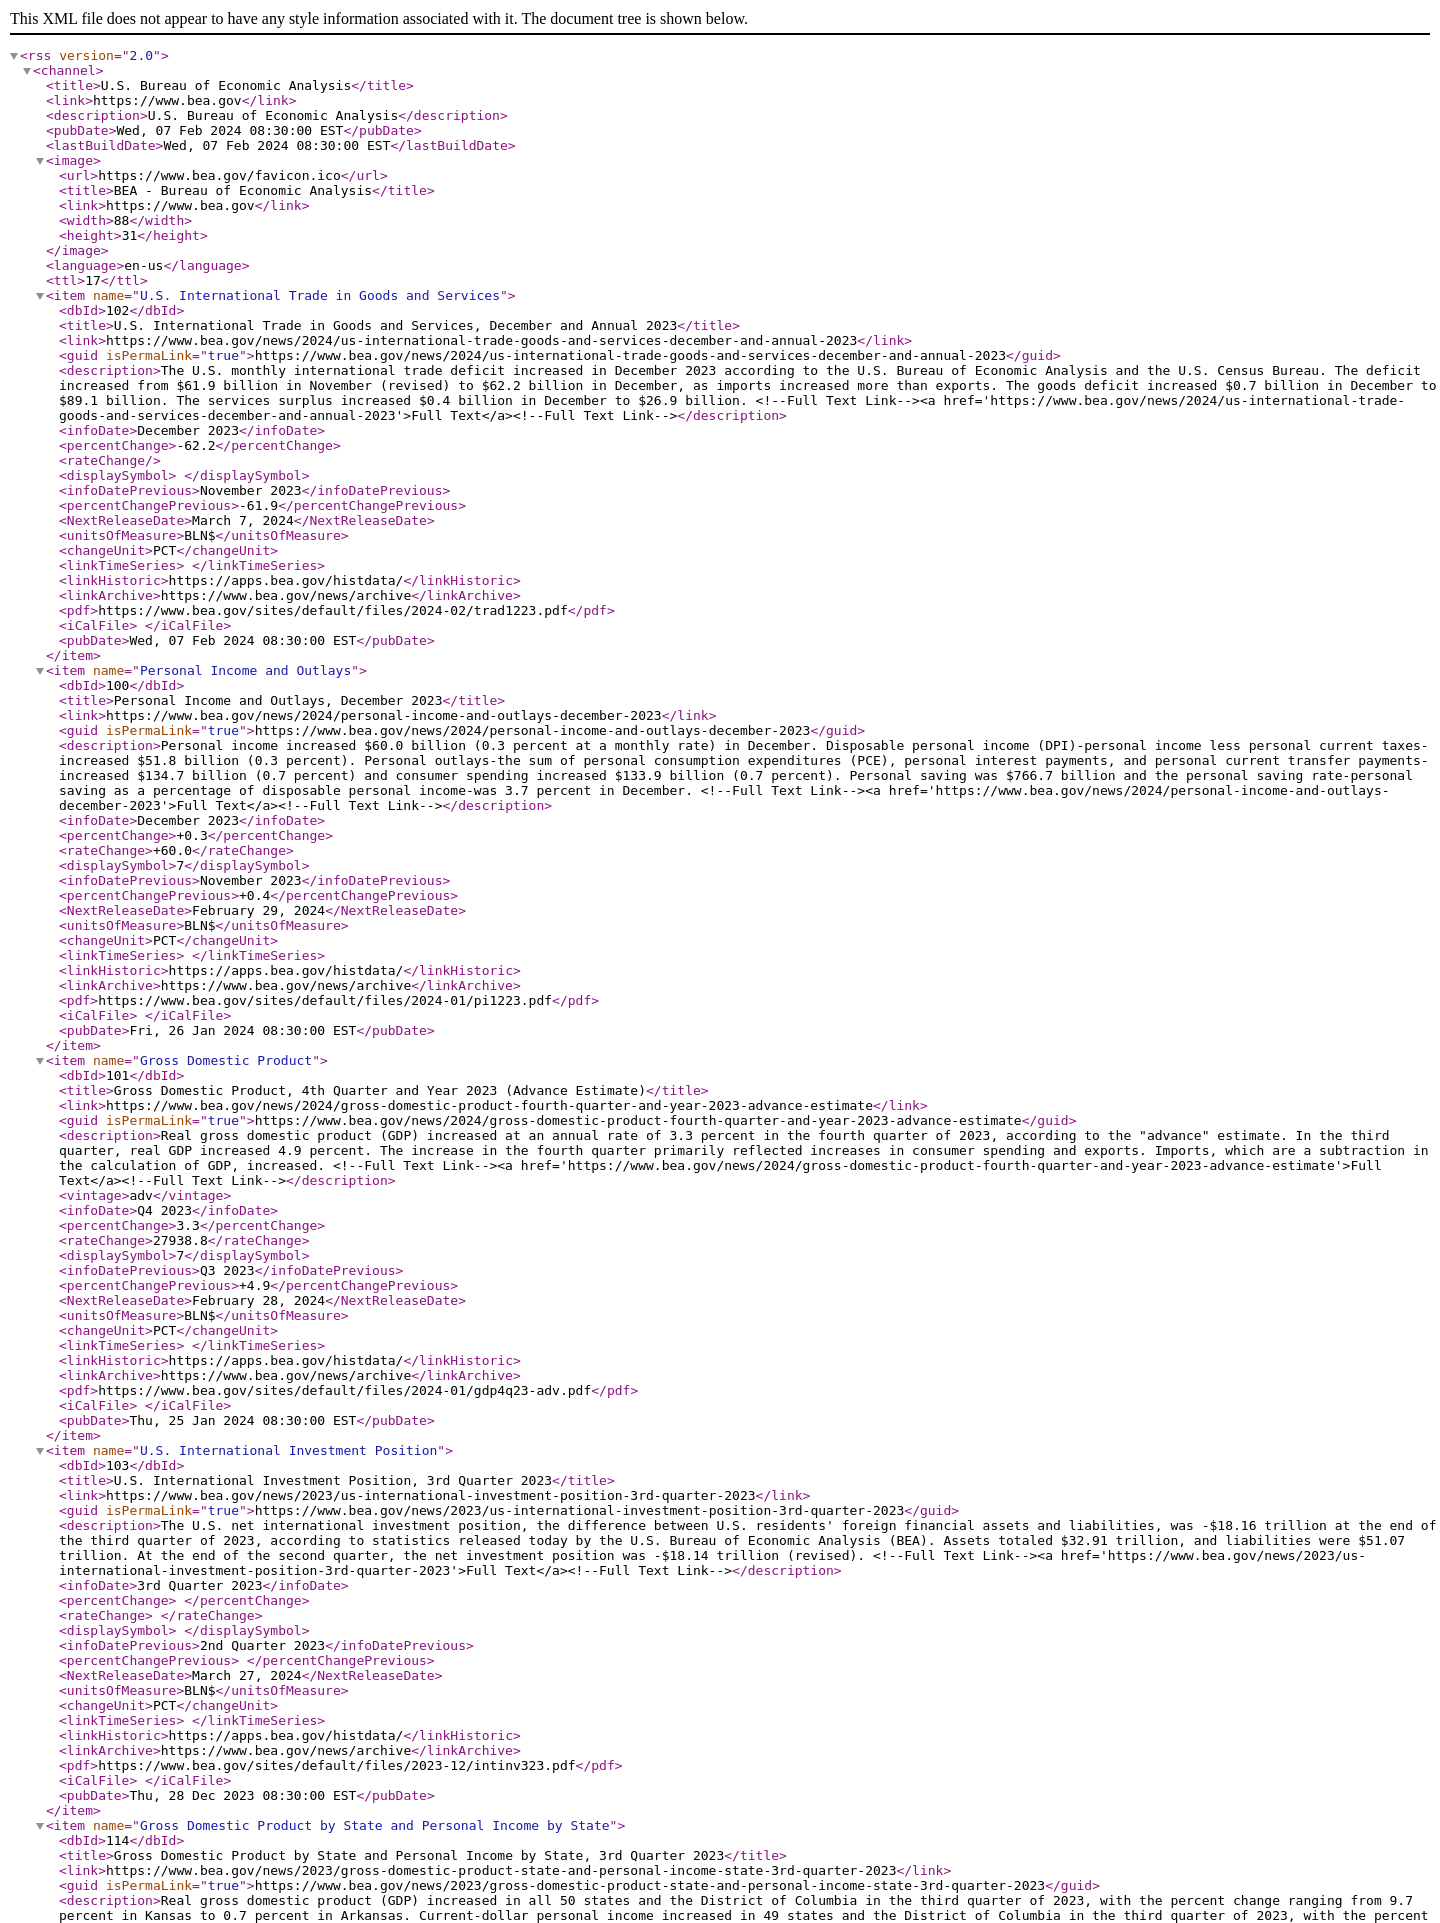 This XML file does not appear to have any style information associated with it. The document tree is shown below.
<rss version="2.0">
<channel>
<title>U.S. Bureau of Economic Analysis</title>
<link>https://www.bea.gov</link>
<description>U.S. Bureau of Economic Analysis</description>
<pubDate>Wed, 07 Feb 2024 08:30:00 EST</pubDate>
<lastBuildDate>Wed, 07 Feb 2024 08:30:00 EST</lastBuildDate>
<image>
<url>https://www.bea.gov/favicon.ico</url>
<title>BEA - Bureau of Economic Analysis</title>
<link>https://www.bea.gov</link>
<width>88</width>
<height>31</height>
</image>
<language>en-us</language>
<ttl>17</ttl>
<item name="U.S. International Trade in Goods and Services">
<dbId>102</dbId>
<title>U.S. International Trade in Goods and Services, December and Annual 2023</title>
<link>https://www.bea.gov/news/2024/us-international-trade-goods-and-services-december-and-annual-2023</link>
<guid isPermaLink="true">https://www.bea.gov/news/2024/us-international-trade-goods-and-services-december-and-annual-2023</guid>
<description>The U.S. monthly international trade deficit increased in December 2023 according to the U.S. Bureau of Economic Analysis and the U.S. Census Bureau. The deficit
increased from $61.9 billion in November (revised) to $62.2 billion in December, as imports increased more than exports. The goods deficit increased $0.7 billion in December to
$89.1 billion. The services surplus increased $0.4 billion in December to $26.9 billion. <!--Full Text Link--><a href='https://www.bea.gov/news/2024/us-international-trade-
goods-and-services-december-and-annual-2023'>Full Text</a><!--Full Text Link--></description>
<infoDate>December 2023</infoDate>
<percentChange>-62.2</percentChange>
<rateChange/>
<displaySymbol> </displaySymbol>
<infoDatePrevious>November 2023</infoDatePrevious>
<percentChangePrevious>-61.9</percentChangePrevious>
<NextReleaseDate>March 7, 2024</NextReleaseDate>
<unitsOfMeasure>BLN$</unitsOfMeasure>
<changeUnit>PCT</changeUnit>
<linkTimeSeries> </linkTimeSeries>
<linkHistoric>https://apps.bea.gov/histdata/</linkHistoric>
<linkArchive>https://www.bea.gov/news/archive</linkArchive>
<pdf>https://www.bea.gov/sites/default/files/2024-02/trad1223.pdf</pdf>
<iCalFile> </iCalFile>
<pubDate>Wed, 07 Feb 2024 08:30:00 EST</pubDate>
</item>
<item name="Personal Income and Outlays">
<dbId>100</dbId>
<title>Personal Income and Outlays, December 2023</title>
<link>https://www.bea.gov/news/2024/personal-income-and-outlays-december-2023</link>
<guid isPermaLink="true">https://www.bea.gov/news/2024/personal-income-and-outlays-december-2023</guid>
<description>Personal income increased $60.0 billion (0.3 percent at a monthly rate) in December. Disposable personal income (DPI)-personal income less personal current taxes-
increased $51.8 billion (0.3 percent). Personal outlays-the sum of personal consumption expenditures (PCE), personal interest payments, and personal current transfer payments-
increased $134.7 billion (0.7 percent) and consumer spending increased $133.9 billion (0.7 percent). Personal saving was $766.7 billion and the personal saving rate-personal
saving as a percentage of disposable personal income-was 3.7 percent in December. <!--Full Text Link--><a href='https://www.bea.gov/news/2024/personal-income-and-outlays-
december-2023'>Full Text</a><!--Full Text Link--></description>
<infoDate>December 2023</infoDate>
<percentChange>+0.3</percentChange>
<rateChange>+60.0</rateChange>
<displaySymbol>7</displaySymbol>
<infoDatePrevious>November 2023</infoDatePrevious>
<percentChangePrevious>+0.4</percentChangePrevious>
<NextReleaseDate>February 29, 2024</NextReleaseDate>
<unitsOfMeasure>BLN$</unitsOfMeasure>
<changeUnit>PCT</changeUnit>
<linkTimeSeries> </linkTimeSeries>
<linkHistoric>https://apps.bea.gov/histdata/</linkHistoric>
<linkArchive>https://www.bea.gov/news/archive</linkArchive>
<pdf>https://www.bea.gov/sites/default/files/2024-01/pi1223.pdf</pdf>
<iCalFile> </iCalFile>
<pubDate>Fri, 26 Jan 2024 08:30:00 EST</pubDate>
</item>
<item name="Gross Domestic Product">
<dbId>101</dbId>
<title>Gross Domestic Product, 4th Quarter and Year 2023 (Advance Estimate)</title>
<link>https://www.bea.gov/news/2024/gross-domestic-product-fourth-quarter-and-year-2023-advance-estimate</link>
<guid isPermaLink="true">https://www.bea.gov/news/2024/gross-domestic-product-fourth-quarter-and-year-2023-advance-estimate</guid>
<description>Real gross domestic product (GDP) increased at an annual rate of 3.3 percent in the fourth quarter of 2023, according to the "advance" estimate. In the third
quarter, real GDP increased 4.9 percent. The increase in the fourth quarter primarily reflected increases in consumer spending and exports. Imports, which are a subtraction in
the calculation of GDP, increased. <!--Full Text Link--><a href='https://www.bea.gov/news/2024/gross-domestic-product-fourth-quarter-and-year-2023-advance-estimate'>Full
Text</a><!--Full Text Link--></description>
<vintage>adv</vintage>
<infoDate>Q4 2023</infoDate>
<percentChange>3.3</percentChange>
<rateChange>27938.8</rateChange>
<displaySymbol>7</displaySymbol>
<infoDatePrevious>Q3 2023</infoDatePrevious>
<percentChangePrevious>+4.9</percentChangePrevious>
<NextReleaseDate>February 28, 2024</NextReleaseDate>
<unitsOfMeasure>BLN$</unitsOfMeasure>
<changeUnit>PCT</changeUnit>
<linkTimeSeries> </linkTimeSeries>
<linkHistoric>https://apps.bea.gov/histdata/</linkHistoric>
<linkArchive>https://www.bea.gov/news/archive</linkArchive>
<pdf>https://www.bea.gov/sites/default/files/2024-01/gdp4q23-adv.pdf</pdf>
<iCalFile> </iCalFile>
<pubDate>Thu, 25 Jan 2024 08:30:00 EST</pubDate>
</item>
<item name="U.S. International Investment Position">
<dbId>103</dbId>
<title>U.S. International Investment Position, 3rd Quarter 2023</title>
<link>https://www.bea.gov/news/2023/us-international-investment-position-3rd-quarter-2023</link>
<guid isPermaLink="true">https://www.bea.gov/news/2023/us-international-investment-position-3rd-quarter-2023</guid>
<description>The U.S. net international investment position, the difference between U.S. residents' foreign financial assets and liabilities, was -$18.16 trillion at the end of
the third quarter of 2023, according to statistics released today by the U.S. Bureau of Economic Analysis (BEA). Assets totaled $32.91 trillion, and liabilities were $51.07
trillion. At the end of the second quarter, the net investment position was -$18.14 trillion (revised). <!--Full Text Link--><a href='https://www.bea.gov/news/2023/us-
international-investment-position-3rd-quarter-2023'>Full Text</a><!--Full Text Link--></description>
<infoDate>3rd Quarter 2023</infoDate>
<percentChange> </percentChange>
<rateChange> </rateChange>
<displaySymbol> </displaySymbol>
<infoDatePrevious>2nd Quarter 2023</infoDatePrevious>
<percentChangePrevious> </percentChangePrevious>
<NextReleaseDate>March 27, 2024</NextReleaseDate>
<unitsOfMeasure>BLN$</unitsOfMeasure>
<changeUnit>PCT</changeUnit>
<linkTimeSeries> </linkTimeSeries>
<linkHistoric>https://apps.bea.gov/histdata/</linkHistoric>
<linkArchive>https://www.bea.gov/news/archive</linkArchive>
<pdf>https://www.bea.gov/sites/default/files/2023-12/intinv323.pdf</pdf>
<iCalFile> </iCalFile>
<pubDate>Thu, 28 Dec 2023 08:30:00 EST</pubDate>
</item>
<item name="Gross Domestic Product by State and Personal Income by State">
<dbId>114</dbId>
<title>Gross Domestic Product by State and Personal Income by State, 3rd Quarter 2023</title>
<link>https://www.bea.gov/news/2023/gross-domestic-product-state-and-personal-income-state-3rd-quarter-2023</link>
<guid isPermaLink="true">https://www.bea.gov/news/2023/gross-domestic-product-state-and-personal-income-state-3rd-quarter-2023</guid>
<description>Real gross domestic product (GDP) increased in all 50 states and the District of Columbia in the third quarter of 2023, with the percent change ranging from 9.7
percent in Kansas to 0.7 percent in Arkansas. Current-dollar personal income increased in 49 states and the District of Columbia in the third quarter of 2023, with the percent